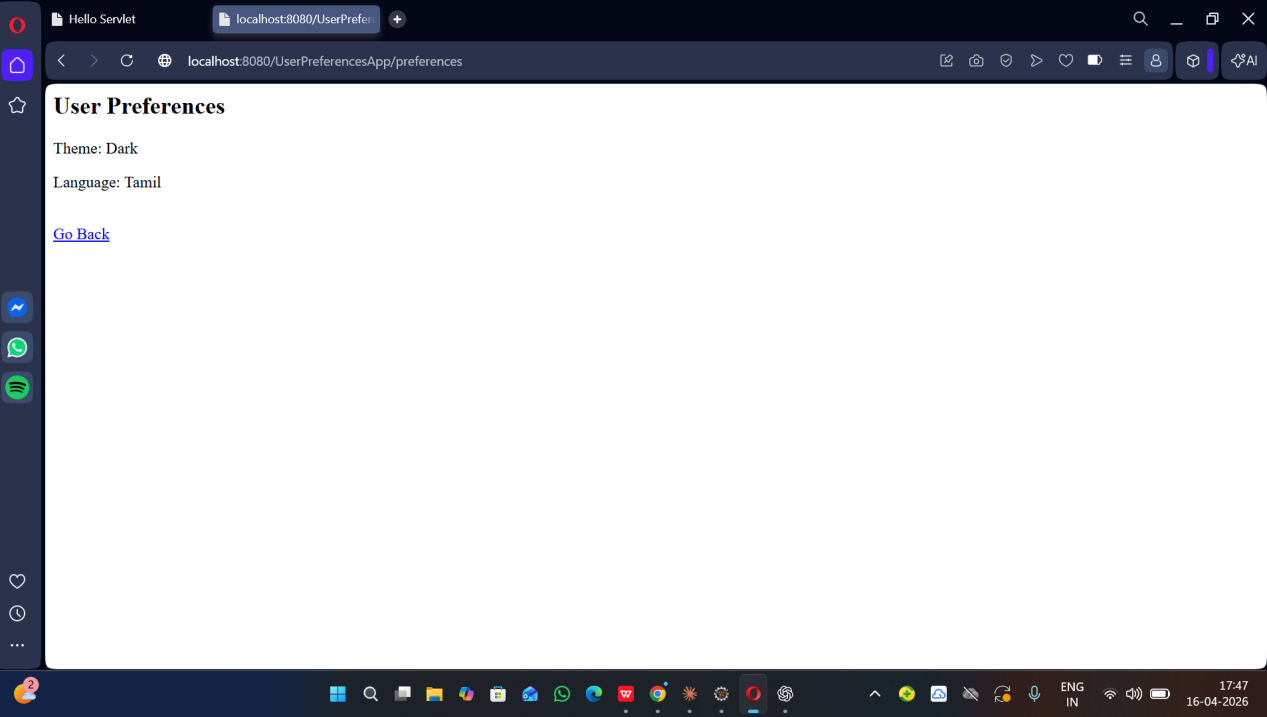 Hello Servlet
localhost:8080/UserPrefer
localhost:8080/UserPreferencesApp/preferences
AI
User Preferences
Theme: Dark
Language: Tamil
Go Back
2
ENG
IN
17:47
16-04-2026